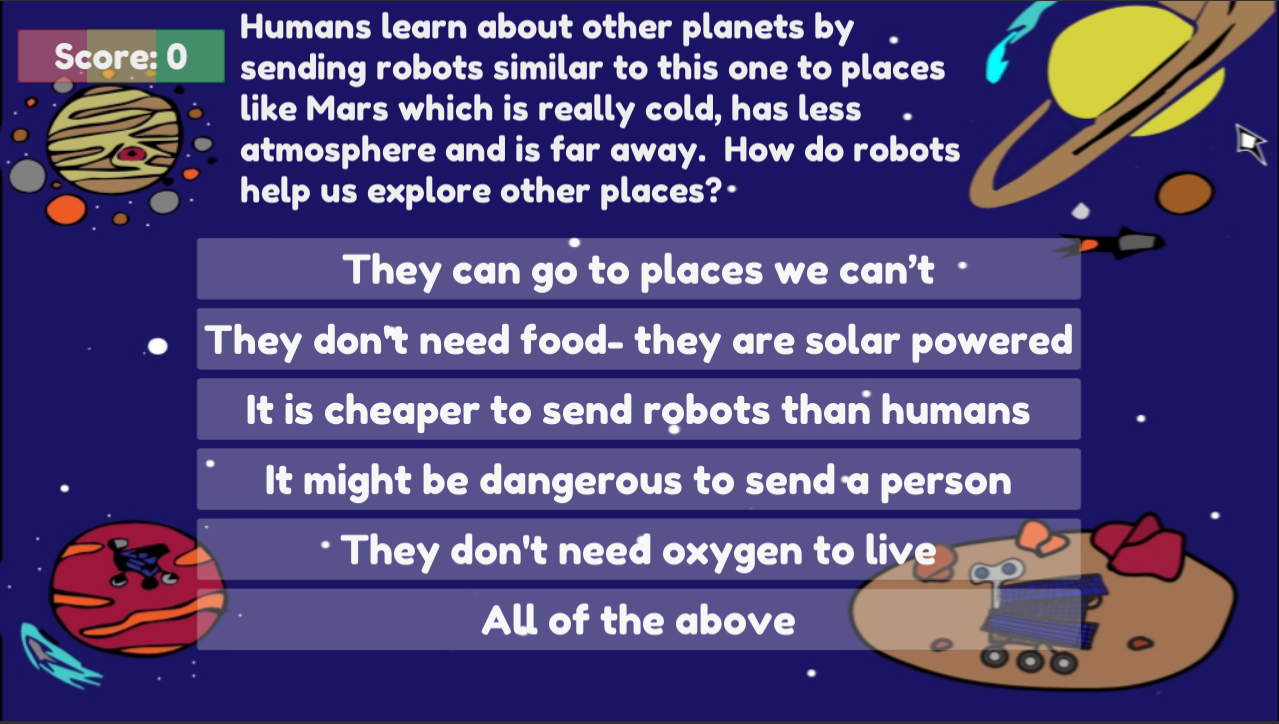 Score: 0
Humans learn about other planets by
sending robots similar to this one to places
like Mars which is really cold, has less
atmosphere and is far away.  How do robots
help us explore other places?
They can go to places we can’t
They don't need food- they are solar powered
It is cheaper to send robots than humans
It might be dangerous to send a person
They don't need oxygen to live
All of the above